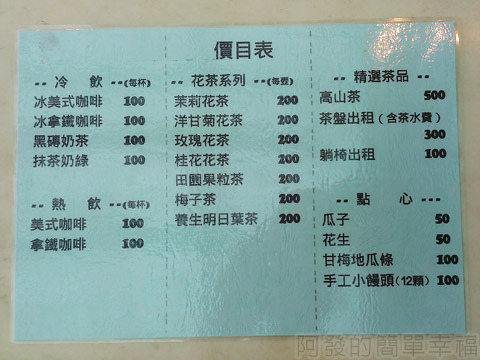 價目表
-- 冷 飲 --(每杯)
冰美式咖啡 100
冰拿鐵咖啡 100
黑磚奶茶 100
抹茶奶綠 100
-- 熱 飲 --(每杯)
美式咖啡 100
拿鐵咖啡 100
-- 花茶系列 --(每壺)
茉莉花茶 200
洋甘菊花茶 200
玫瑰花茶 200
桂花花茶 200
田園果粒茶 200
梅子茶 200
養生明日葉茶 200
-- 精選茶品 ---
高山茶 500
茶盤出租(含茶水費)
300
躺椅出租 100
-- 點 心 ---
瓜子 50
花生 50
甘梅地瓜條 100
手工小饅頭(12顆) 100
阿發的簡單幸福